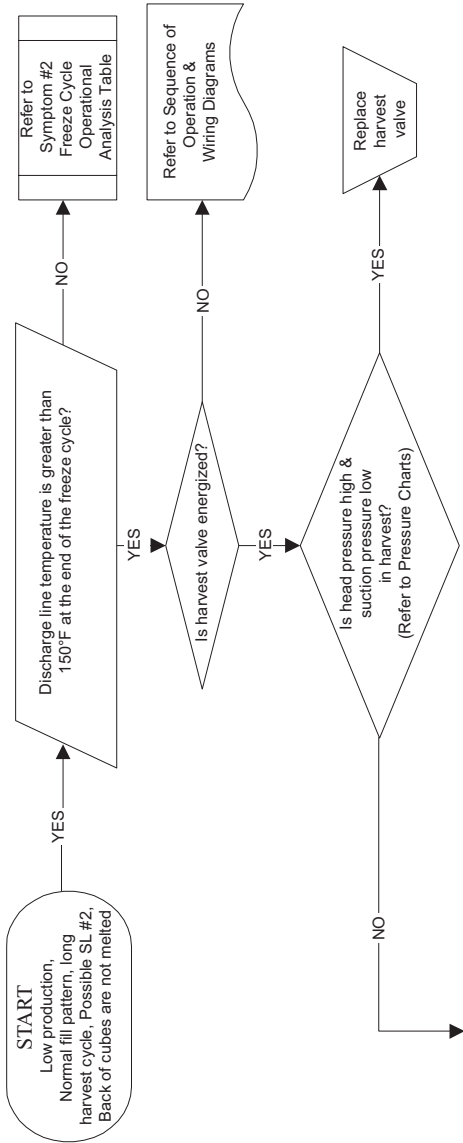 START
Low production,
Normal fill pattern, long
harvest cycle, Possible SL #2,
Back of cubes are not melted
YES
Discharge line temperature is greater than
150°F at the end of the freeze cycle?
NO
Refer to
Symptom #2
Freeze Cycle
Operational
Analysis Table
YES
Is harvest valve energized?
NO
Refer to Sequence of
Operation &
Wiring Diagrams
YES
Is head pressure high &
suction pressure low
in harvest?
(Refer to Pressure Charts)
YES
Replace
harvest
valve
NO